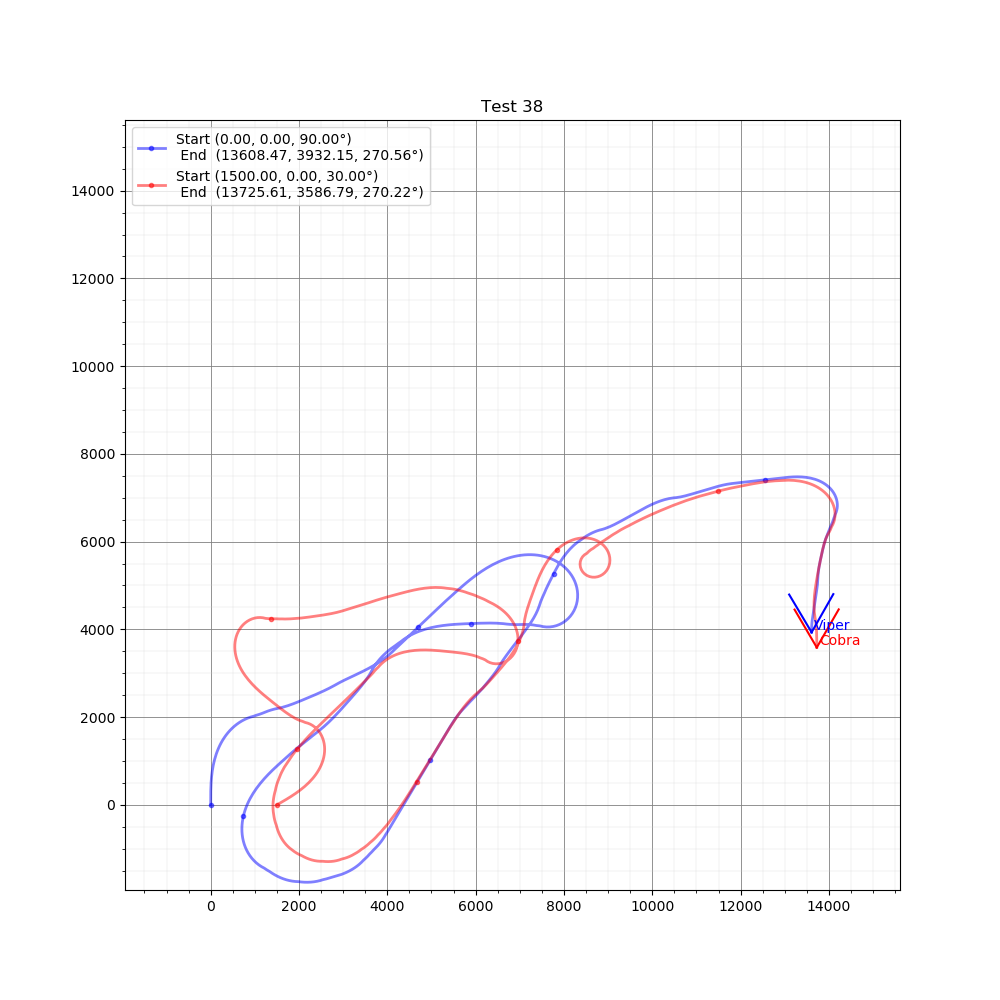 Test 38
Start (0.00, 0.00, 90.00°)
End  (13608.47, 3932.15, 270.56°)
Start (1500.00, 0.00, 30.00°)
End  (13725.61, 3586.79, 270.22°)
14000
12000
10000
8000
6000
4000
2000
0
Viper
Cobra
0 2000 4000 6000 8000 10000 12000 14000